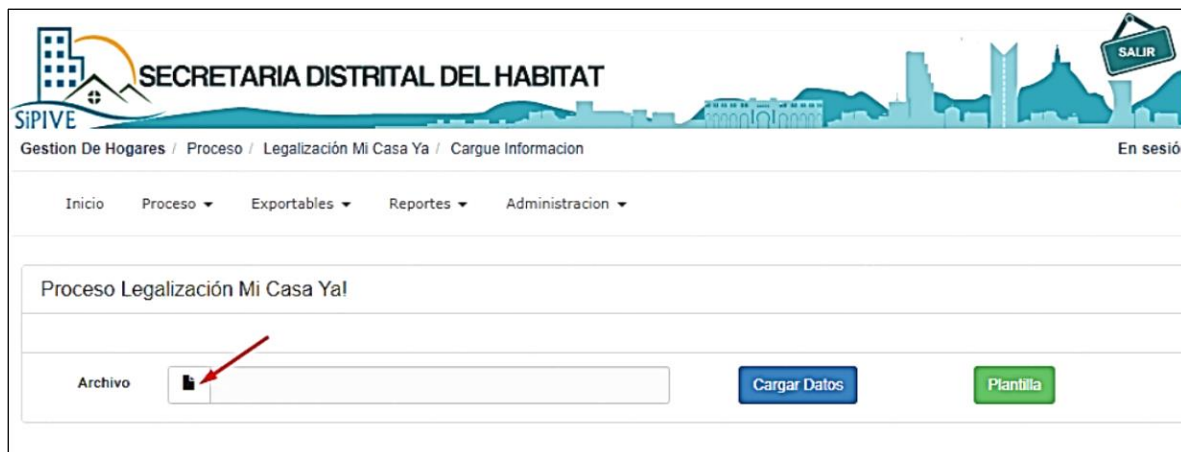 SALIR
SECRETARIA DISTRITAL DEL HABITAT
SiPIVE
Gestion De Hogares / Proceso / Legalización Mi Casa Ya / Cargue Informacion En sesió
Inicio Proceso Exportables Reportes Administracion
Proceso Legalización Mi Casa Ya!
Archivo Cargar Datos Plantilla